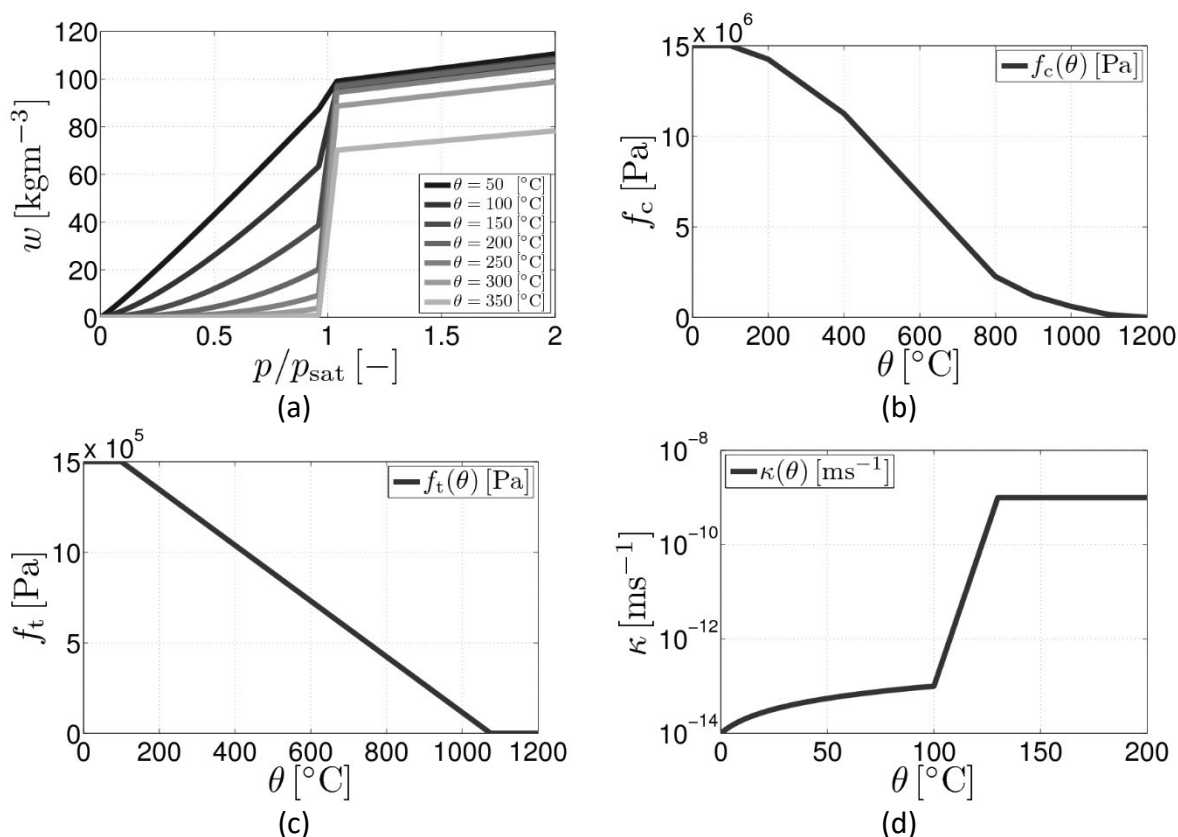 120
100
80
60
40
20
0
w [kgm⁻³]
0
0.5
1
1.5
2
p/p_sat [−]
θ = 50 [°C]
θ = 100 [°C]
θ = 150 [°C]
θ = 200 [°C]
θ = 250 [°C]
θ = 300 [°C]
θ = 350 [°C]
(a)
15 x 10⁶
10
5
0
f_c [Pa]
f_c(θ) [Pa]
0 200 400 600 800 1000 1200
θ [°C]
(b)
15 x 10⁵
10
5
0
f_t [Pa]
f_t(θ) [Pa]
0 200 400 600 800 1000 1200
θ [°C]
(c)
10⁻⁸
10⁻¹⁰
10⁻¹²
10⁻¹⁴
κ [ms⁻¹]
κ(θ) [ms⁻¹]
0 50 100 150 200
θ [°C]
(d)